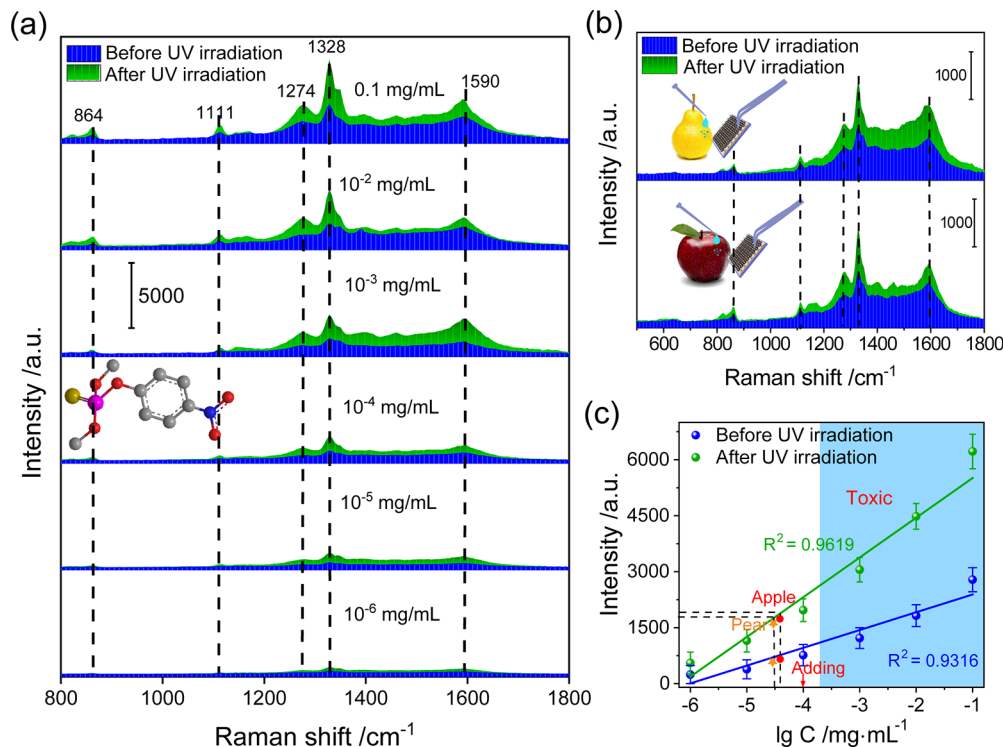 (a)
Before UV irradiation
After UV irradiation
1328
1274
1590
1111
864
0.1 mg/mL
10-2 mg/mL
10-3 mg/mL
5000
10-4 mg/mL
10-5 mg/mL
10-6 mg/mL
Intensity /a.u.
800 1000 1200 1400 1600 1800
Raman shift /cm-1
(b)
Before UV irradiation
After UV irradiation
1000
1000
Intensity /a.u.
600 800 1000 1200 1400 1600 1800
Raman shift /cm-1
(c)
Before UV irradiation
After UV irradiation
Toxic
R2 = 0.9619
Apple
Pear
Adding
R2 = 0.9316
6000
4500
3000
1500
0
Intensity /a.u.
-6 -5 -4 -3 -2 -1
lg C /mg·mL-1